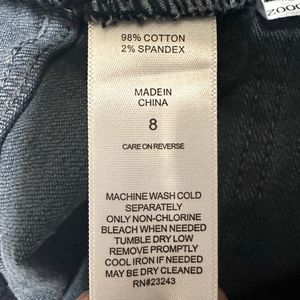 98% COTTON
2% SPANDEX
MADE IN
CHINA
8
CARE ON REVERSE
MACHINE WASH COLD
SEPARATELY
ONLY NON-CHLORINE
BLEACH WHEN NEEDED
TUMBLE DRY LOW
REMOVE PROMPTLY
COOL IRON IF NEEDED
MAY BE DRY CLEANED
RN#23243